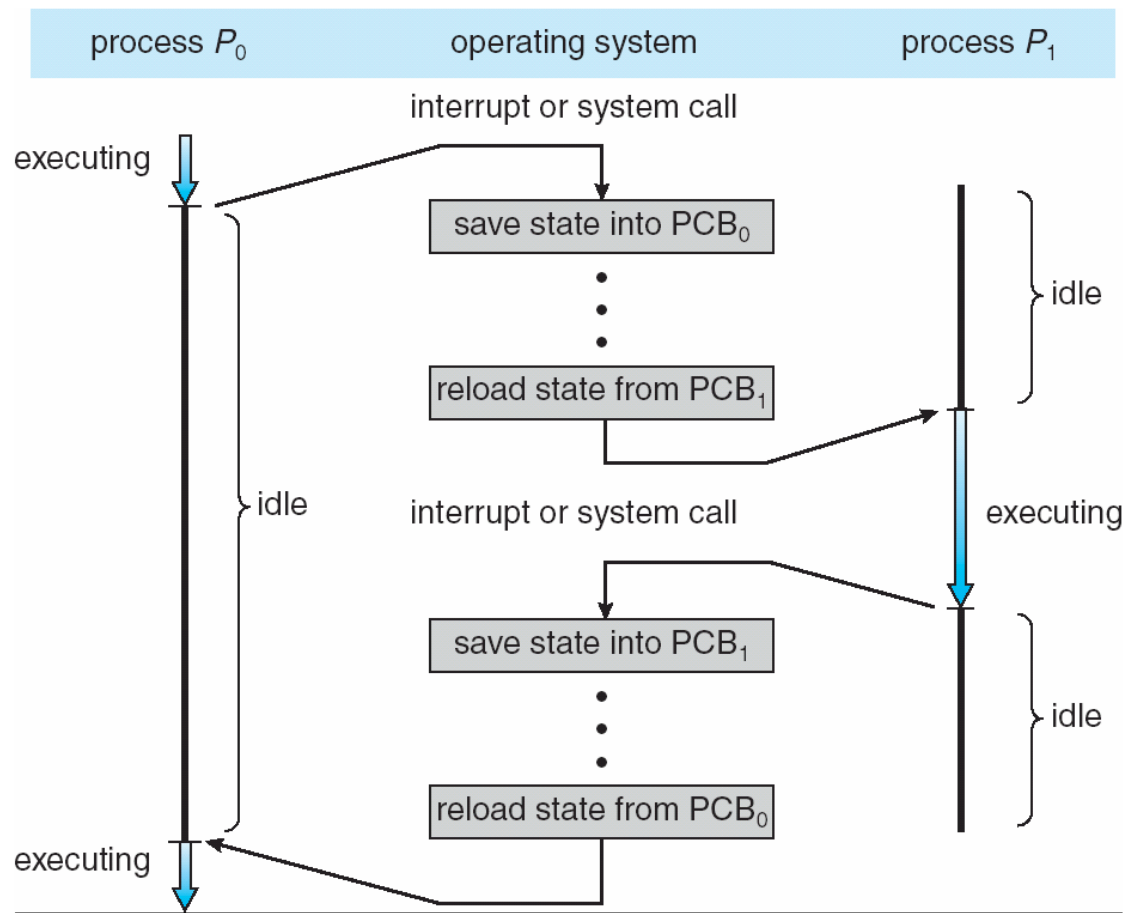 process P₀ operating system process P₁
interrupt or system call
executing
save state into PCB₀
idle
reload state from PCB₁
idle
interrupt or system call
executing
save state into PCB₁
idle
reload state from PCB₀
executing